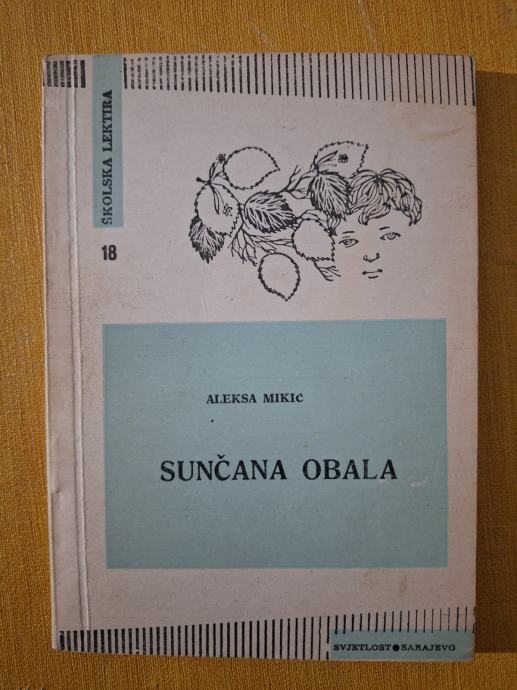 ŠKOLSKA LEKTIRA
18
ALEKSA MIKIĆ
SUNČANA OBALA
SVJETLOST●SARAJEVO